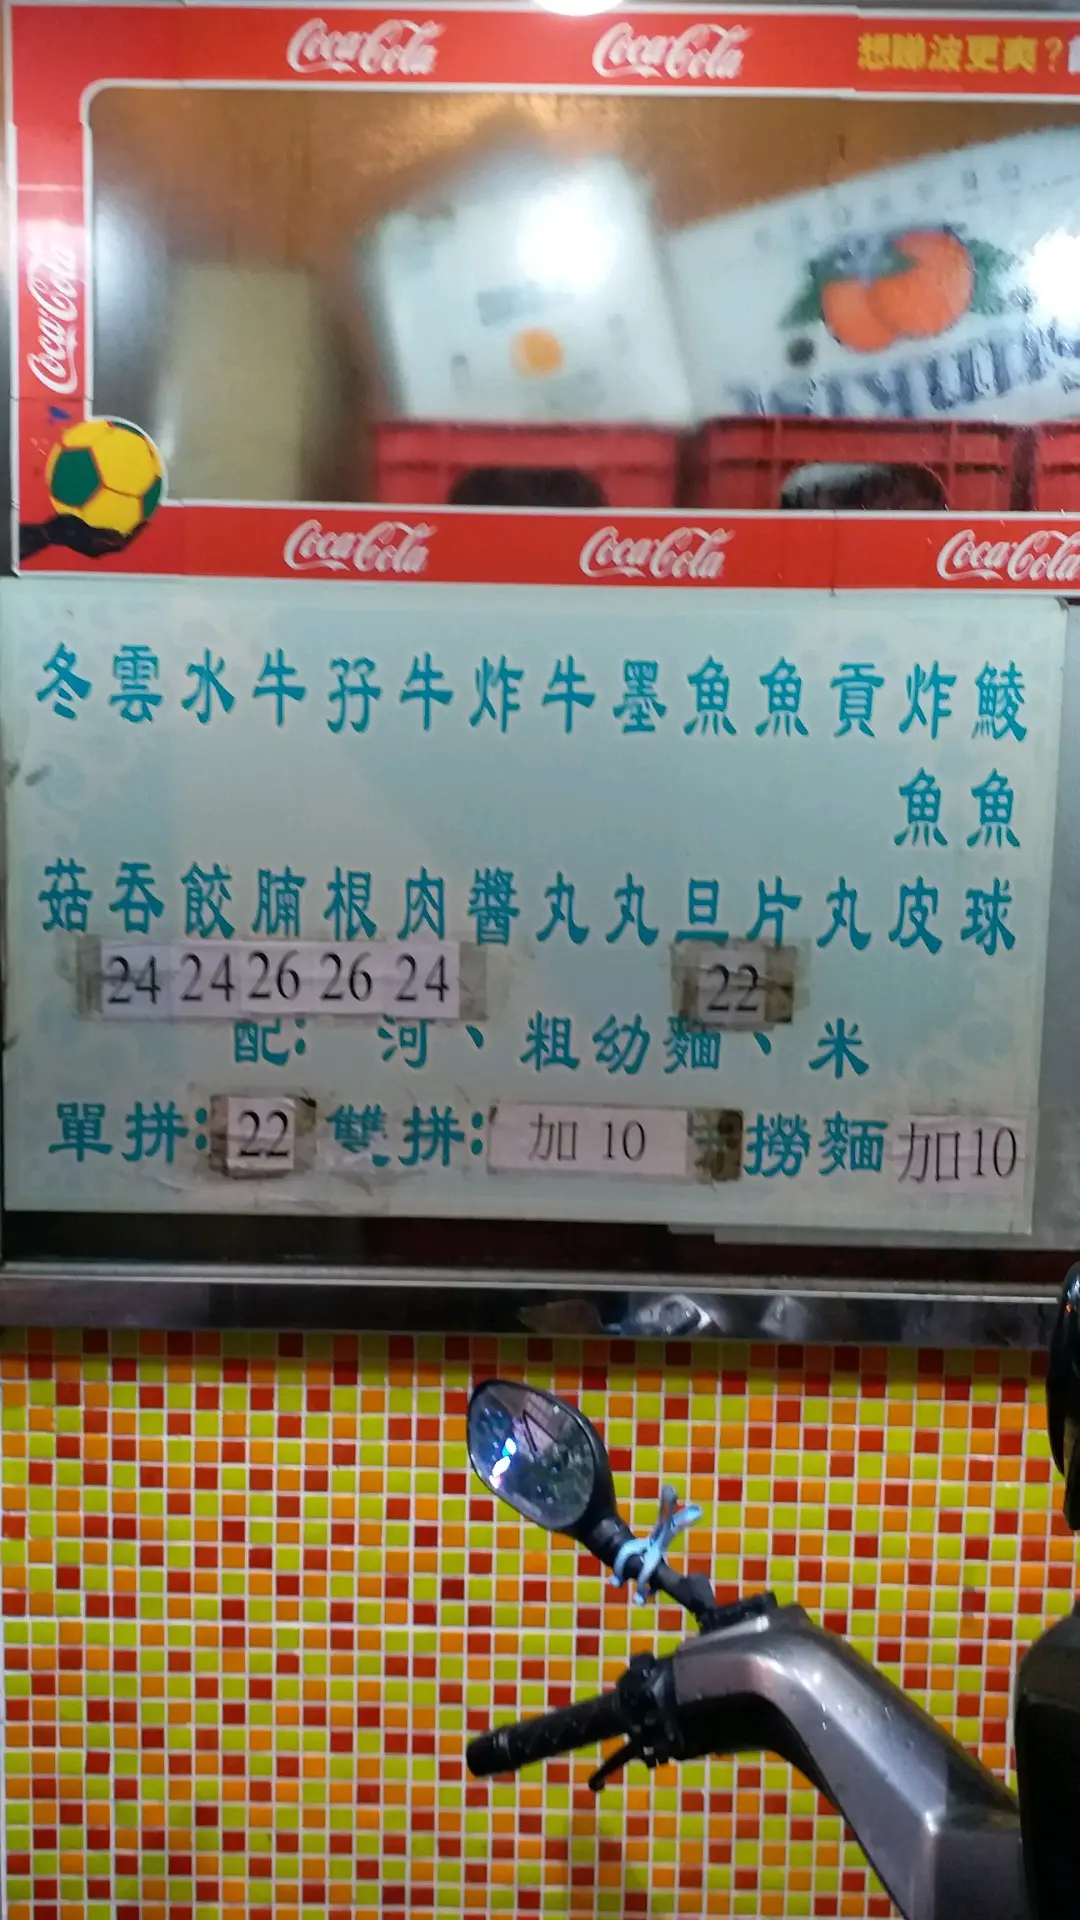 Coca-Cola Coca-Cola 想睇波更爽？
Coca-Cola
Coca-Cola Coca-Cola Coca-Cola
鯪魚球
炸魚皮
貢丸
魚片
魚旦 22
墨丸
牛丸
炸醬
牛肉 24
孖根 26
牛腩 26
水餃 24
雲吞 24
冬菇
配：河、粗幼麵、米
單拼：22 雙拼：加 10 撈麵 加10